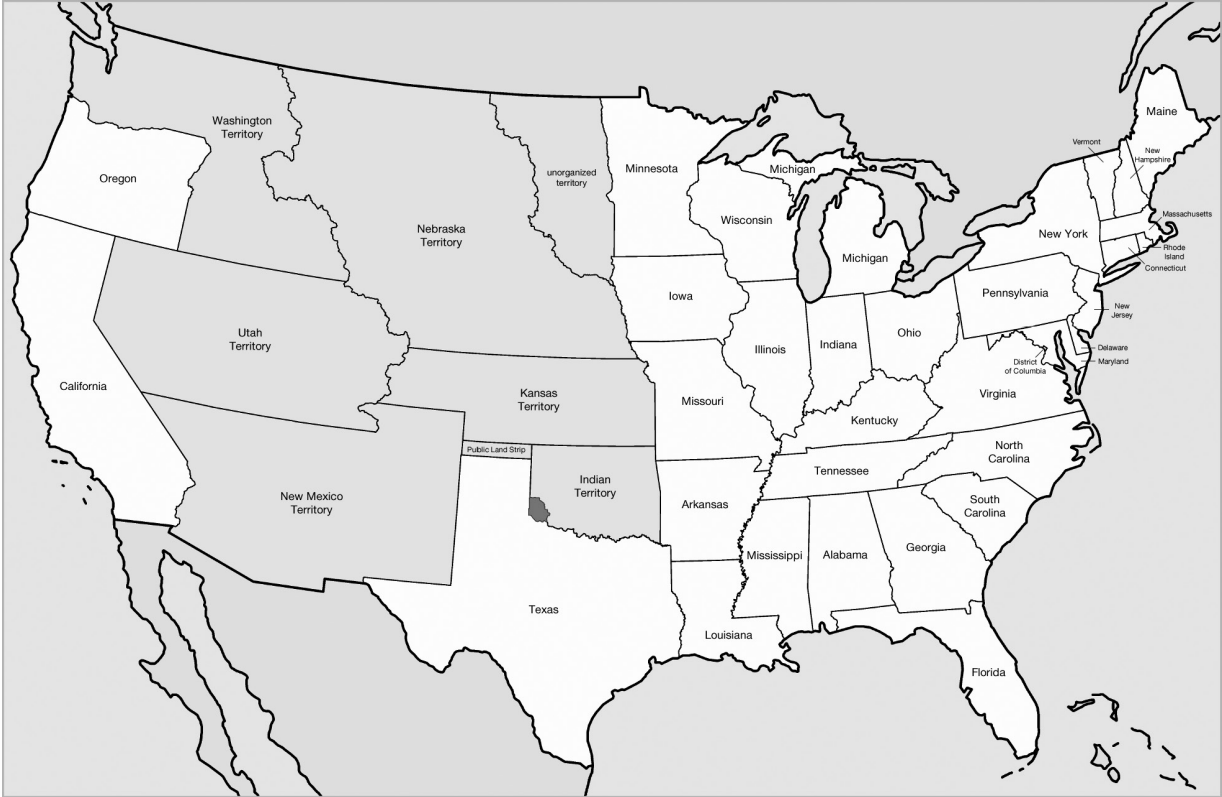 Maine
Vermont
New
Hampshire
Washington
Territory
Oregon
Minnesota
Michigan
unorganized
territory
Wisconsin
Massachusetts
Nebraska
Territory
New York
Rhode
Island
Connecticut
Michigan
Iowa
Pennsylvania
New
Jersey
Utah
Territory
Ohio
Illinois
Indiana
Delaware
Maryland
District
of Columbia
California
Kansas
Territory
Virginia
Missouri
Kentucky
Public Land Strip
North
Carolina
Tennessee
Indian
Territory
New Mexico
Territory
Arkansas
South
Carolina
Mississippi
Alabama
Georgia
Texas
Louisiana
Florida